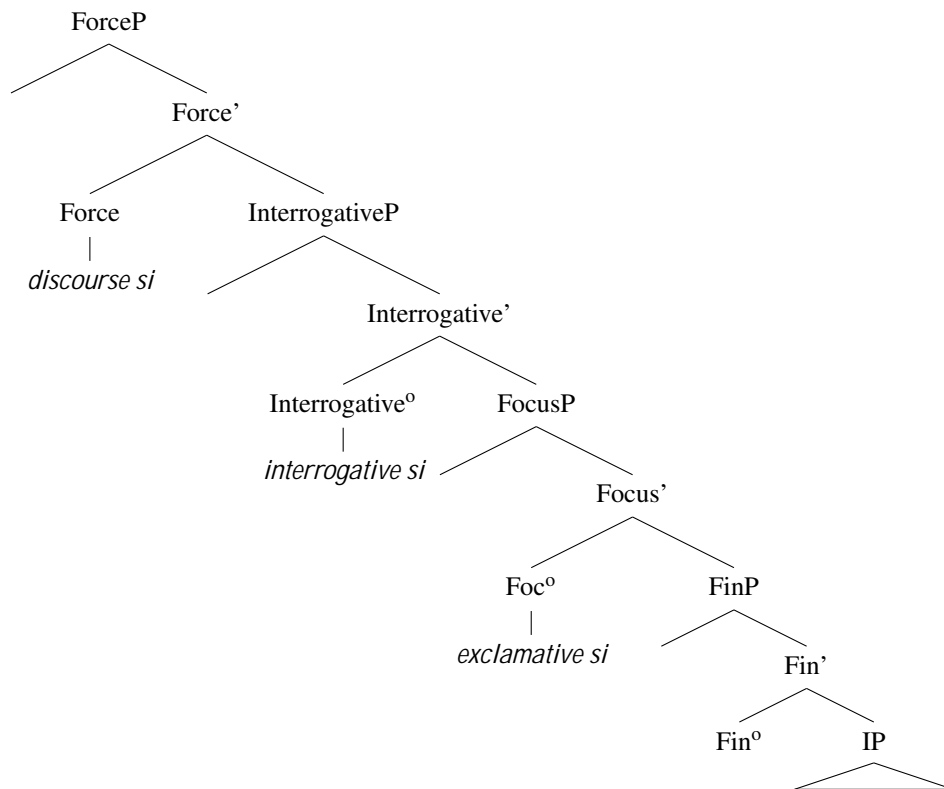 ForceP
Force’
Force InterrogativeP
discourse si
Interrogative’
Interrogativeᵒ FocusP
interrogative si
Focus’
Focᵒ FinP
exclamative si
Fin’
Finᵒ IP